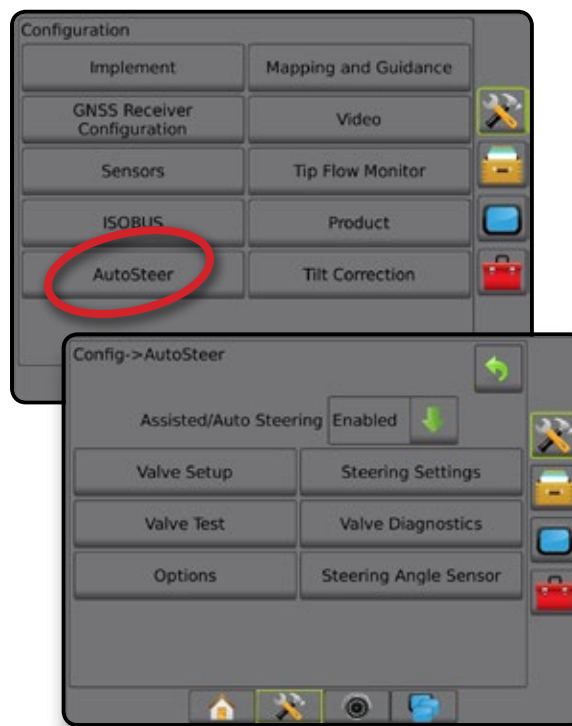 Configuration
Implement
Mapping and Guidance
GNSS Receiver
Configuration
Video
Sensors
Tip Flow Monitor
ISOBUS
Product
AutoSteer
Tilt Correction
Config->AutoSteer
Assisted/Auto Steering Enabled
Valve Setup
Steering Settings
Valve Test
Valve Diagnostics
Options
Steering Angle Sensor